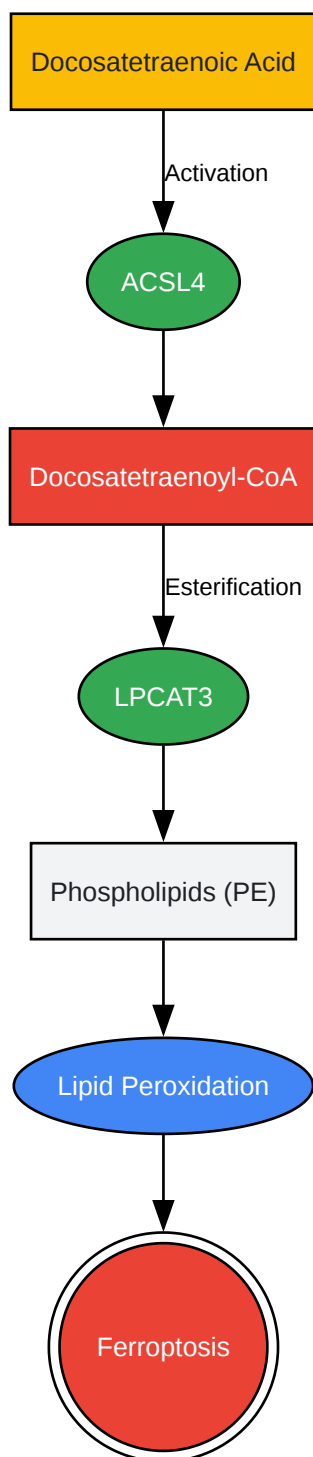 Docosatetraenoic Acid
Activation
ACSL4
Docosatetraenoyl-CoA
Esterification
LPCAT3
Phospholipids (PE)
Lipid Peroxidation
Ferroptosis